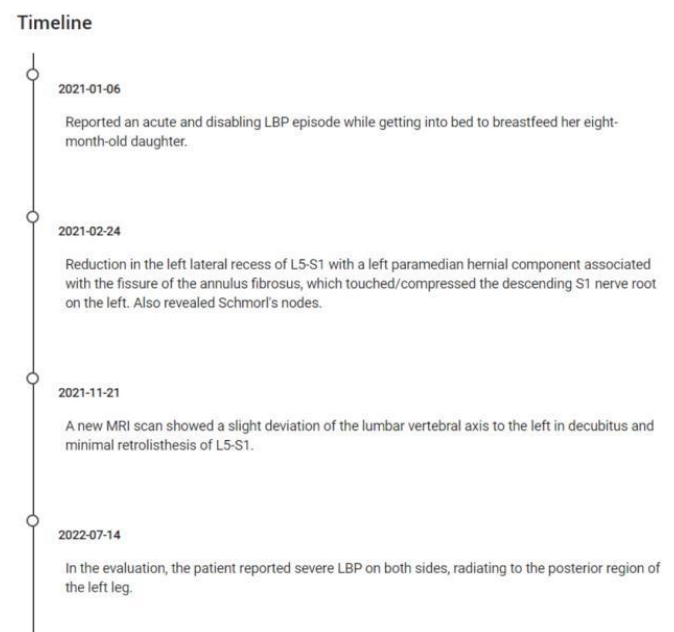 Timeline
2021-01-06
Reported an acute and disabling LBP episode while getting into bed to breastfeed her eight-
month-old daughter.
2021-02-24
Reduction in the left lateral recess of L5-S1 with a left paramedian hernial component associated
with the fissure of the annulus fibrosus, which touched/compressed the descending S1 nerve root
on the left. Also revealed Schmorl's nodes.
2021-11-21
A new MRI scan showed a slight deviation of the lumbar vertebral axis to the left in decubitus and
minimal retrolisthesis of L5-S1.
2022-07-14
In the evaluation, the patient reported severe LBP on both sides, radiating to the posterior region of
the left leg.